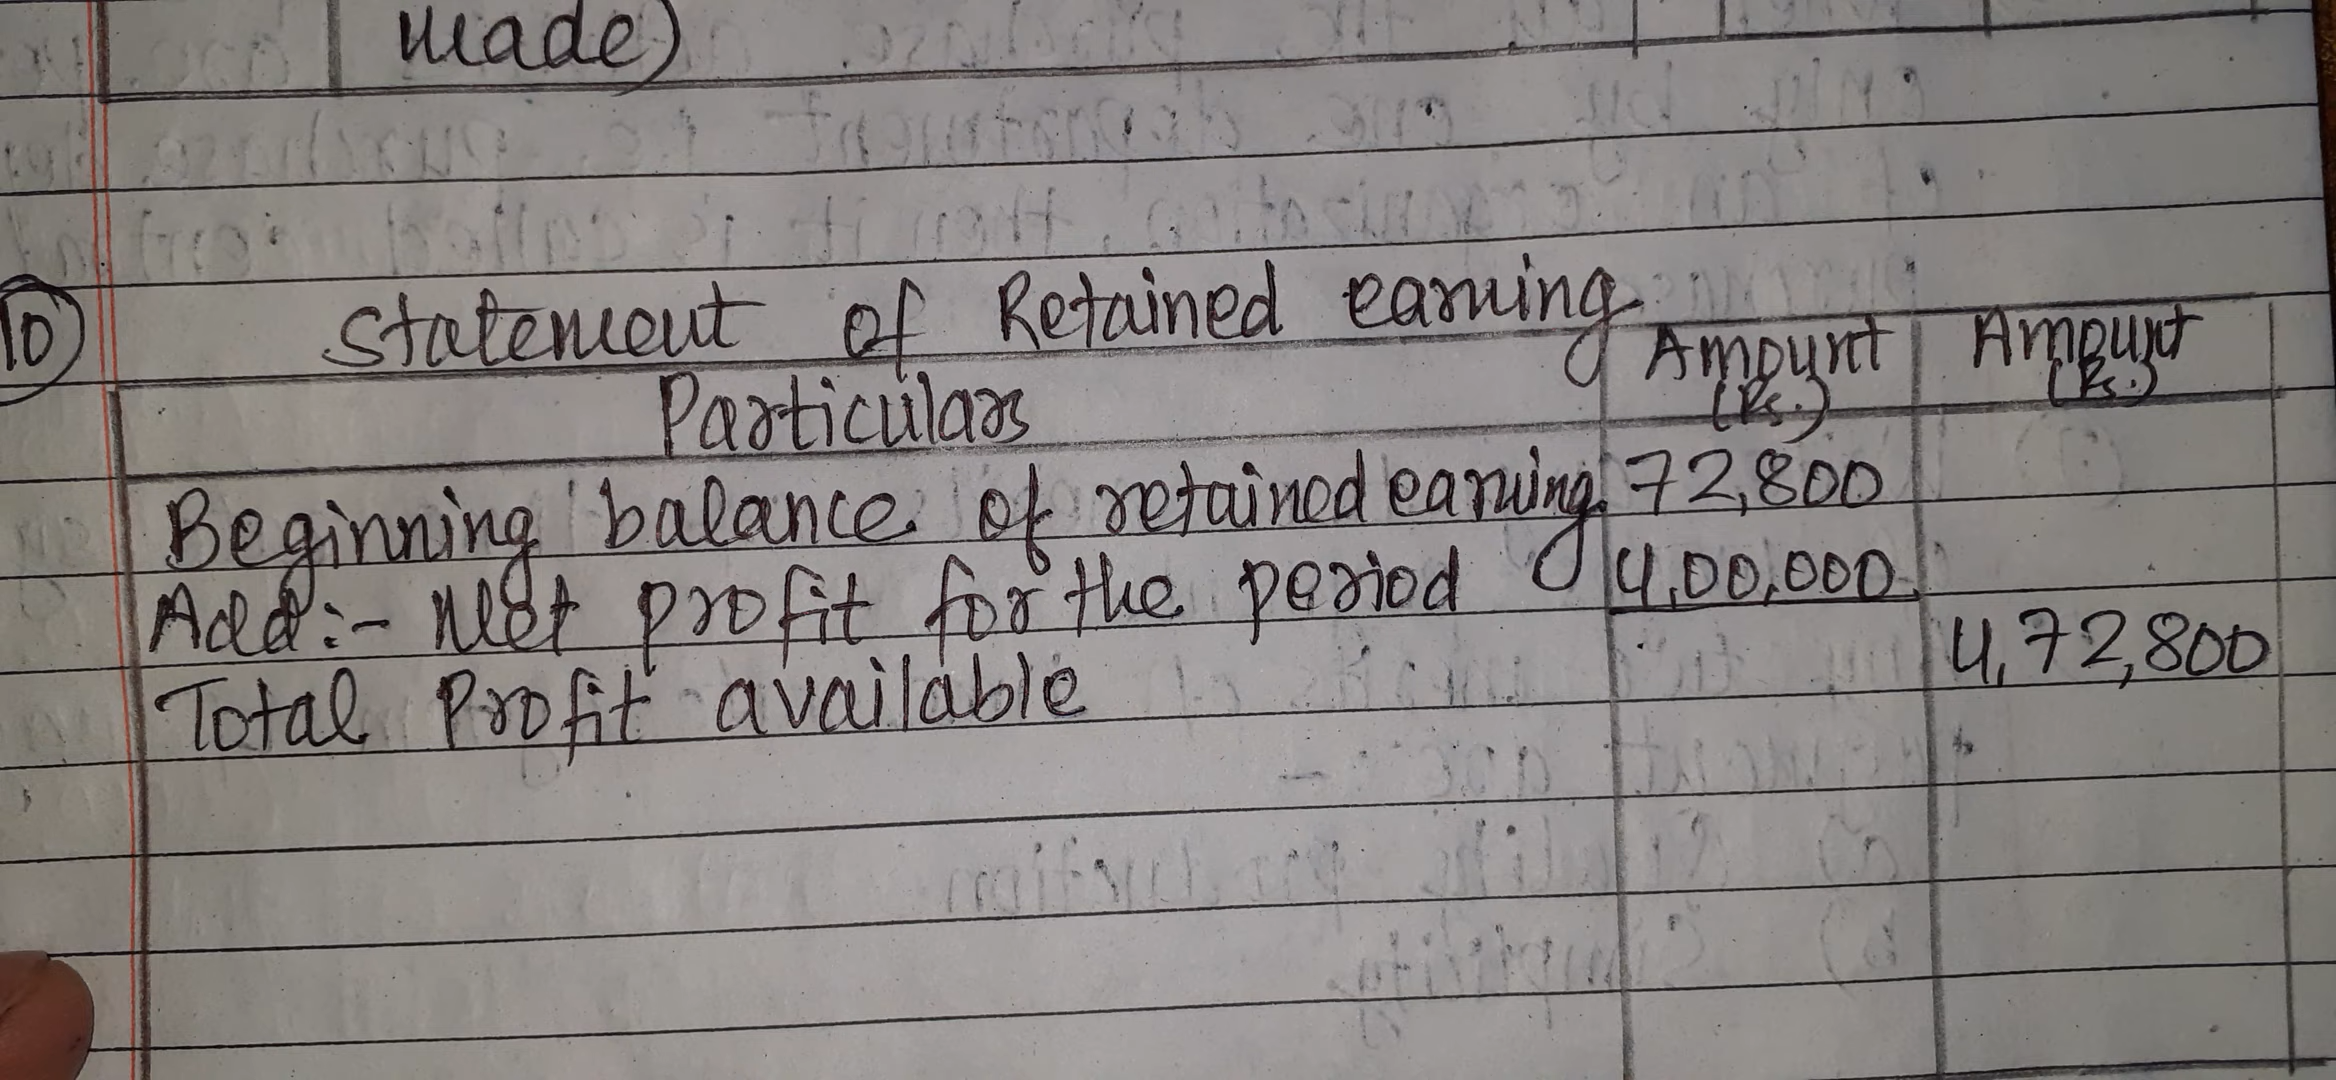 made)
10
Statement of Retained earning
Particulars Amount (Rs.) Amount (Rs.)
Beginning balance of retained earning 72,800
Add:- Net profit for the period 4,00,000
Total Profit available 4,72,800